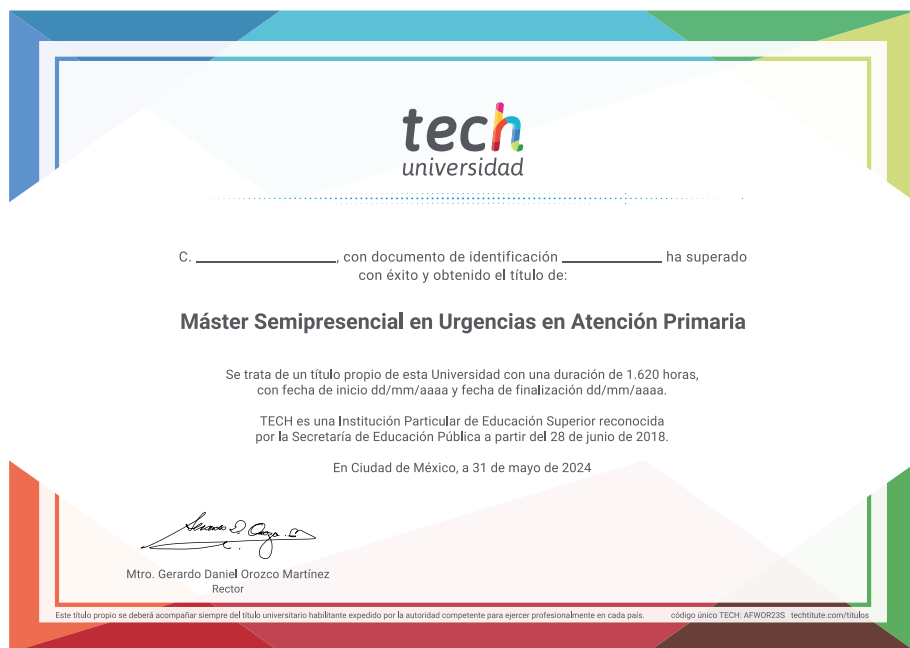 tech
universidad
C. ____________, con documento de identificación ____________ ha superado
con éxito y obtenido el título de:
Máster Semipresencial en Urgencias en Atención Primaria
Se trata de un título propio de esta Universidad con una duración de 1.620 horas,
con fecha de inicio dd/mm/aaaa y fecha de finalización dd/mm/aaaa.
TECH es una Institución Particular de Educación Superior reconocida
por la Secretaría de Educación Pública a partir del 28 de junio de 2018.
En Ciudad de México, a 31 de mayo de 2024
Mtro. Gerardo Daniel Orozco Martínez
Rector
Este título propio se deberá acompañar siempre del título universitario habilitante expedido por la autoridad competente para ejercer profesionalmente en cada país. código único TECH: AFWOR23S techtitute.com/titulos